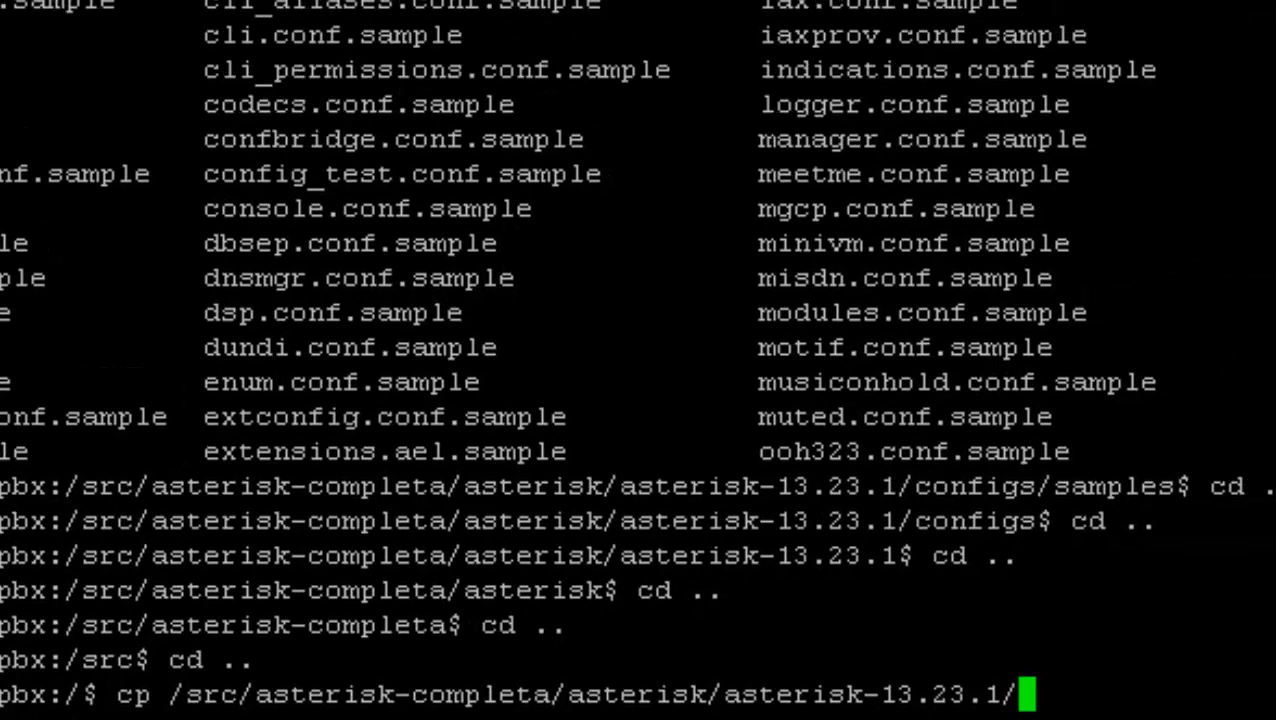 .sample cli_aliases.conf.sample iax.conf.sample
cli.conf.sample iaxprov.conf.sample
cli_permissions.conf.sample indications.conf.sample
codecs.conf.sample logger.conf.sample
confbridge.conf.sample manager.conf.sample
nf.sample config_test.conf.sample meetme.conf.sample
console.conf.sample mgcp.conf.sample
le dbsep.conf.sample minivm.conf.sample
ple dnsmgr.conf.sample misdn.conf.sample
e dsp.conf.sample modules.conf.sample
dundi.conf.sample motif.conf.sample
e enum.conf.sample musiconhold.conf.sample
onf.sample extconfig.conf.sample muted.conf.sample
le extensions.ael.sample ooh323.conf.sample
pbx:/src/asterisk-completa/asterisk/asterisk-13.23.1/configs/samples$ cd .
pbx:/src/asterisk-completa/asterisk/asterisk-13.23.1/configs$ cd ..
pbx:/src/asterisk-completa/asterisk/asterisk-13.23.1$ cd ..
pbx:/src/asterisk-completa/asterisk$ cd ..
pbx:/src/asterisk-completa$ cd ..
pbx:/src$ cd ..
pbx:/$ cp /src/asterisk-completa/asterisk/asterisk-13.23.1/